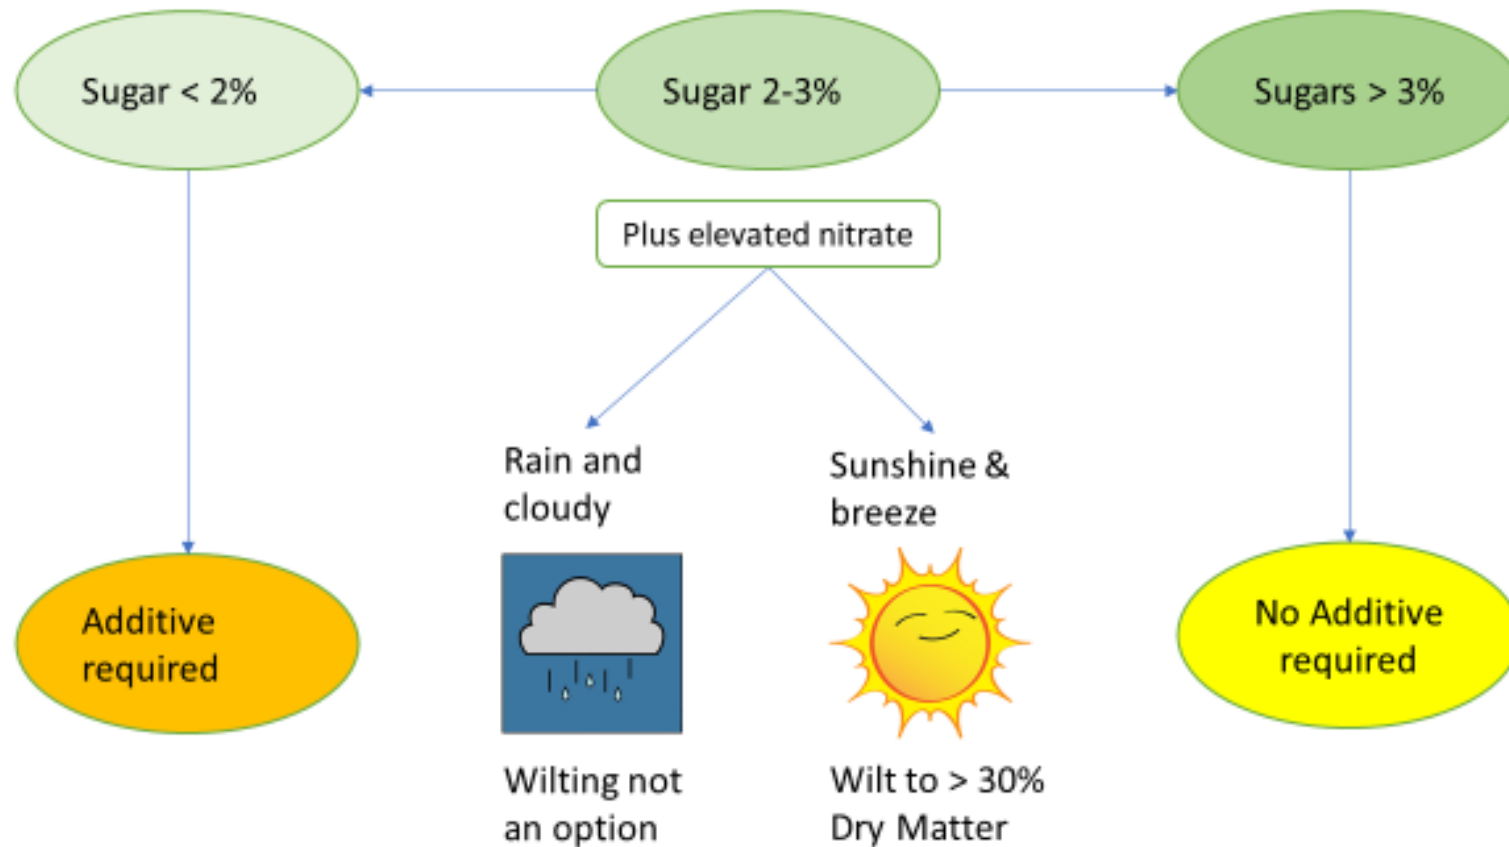 Sugar < 2%
Sugar 2-3%
Sugars > 3%
Plus elevated nitrate
Rain and
cloudy
Sunshine &
breeze
Additive
required
No Additive
required
Wilting not
an option
Wilt to > 30%
Dry Matter